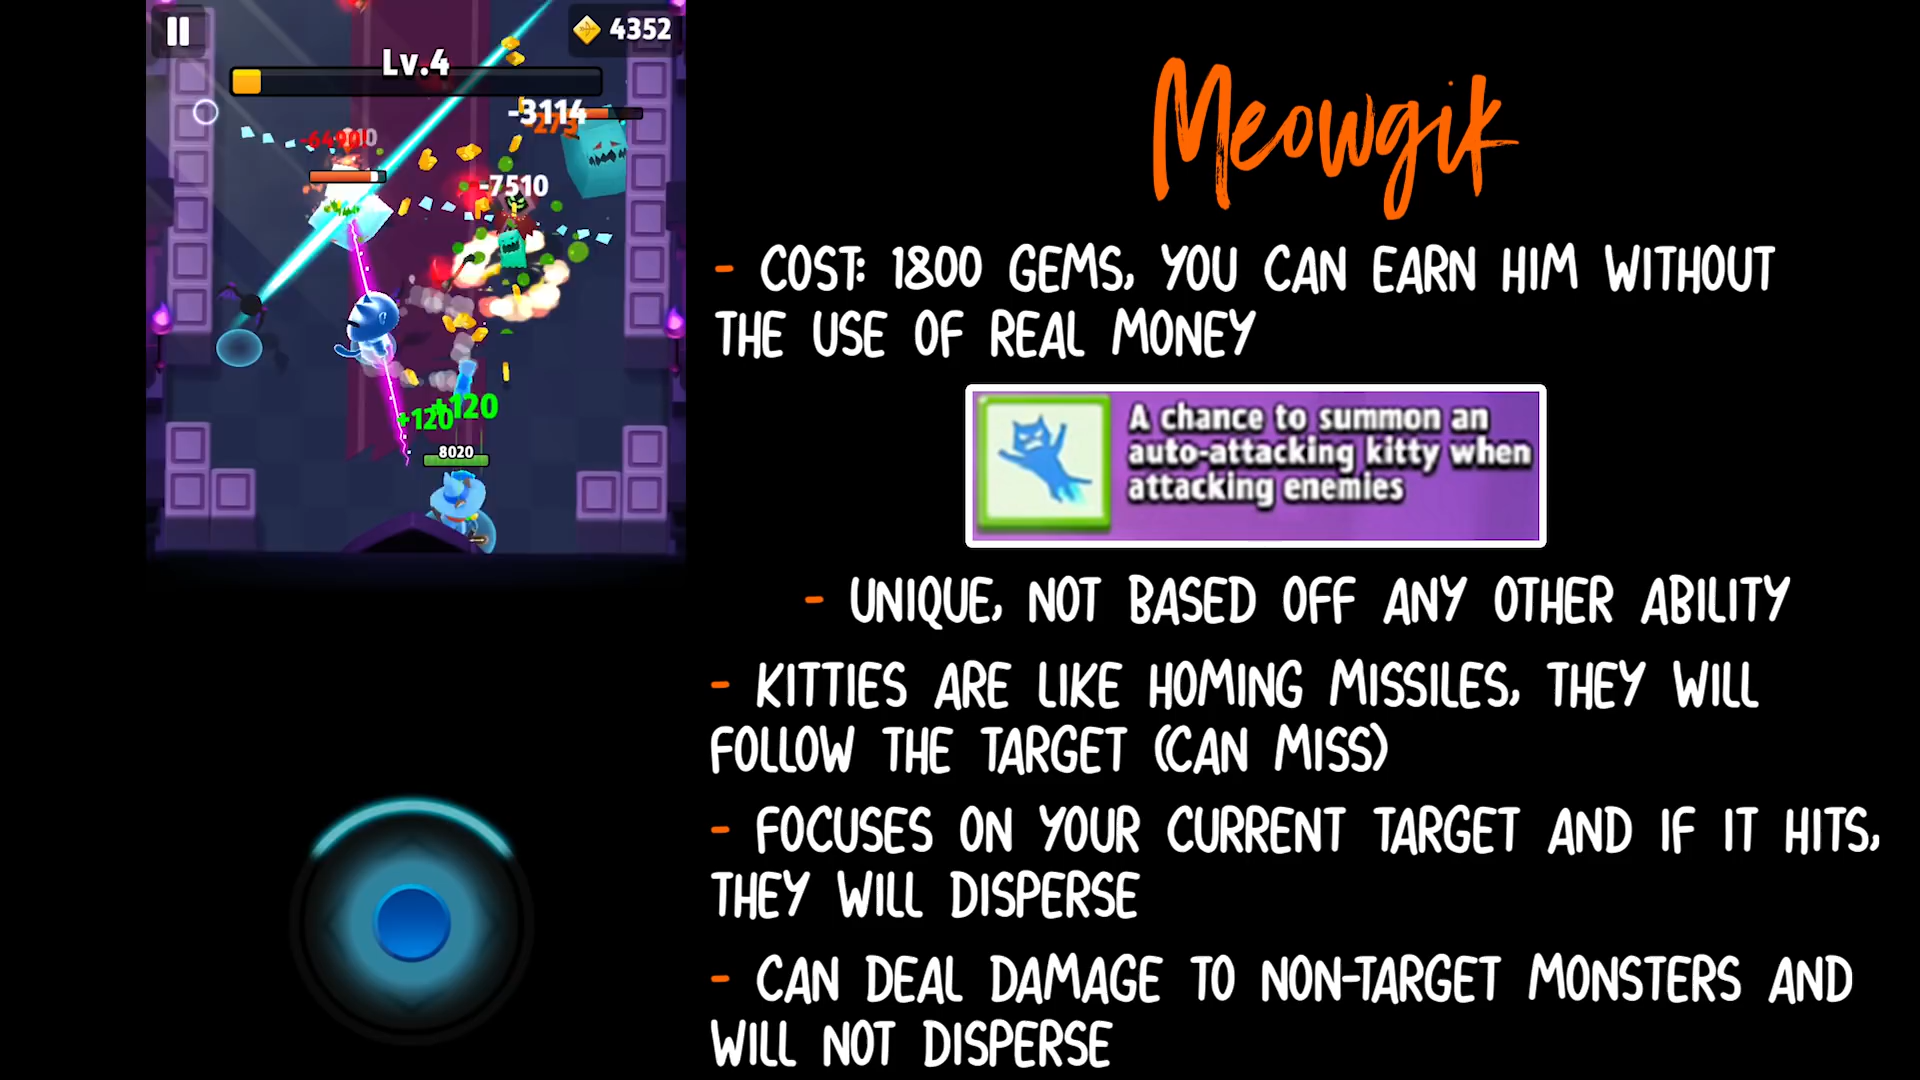 4352
Lv.4
-3114
-273
-7510
+120
+120
8020
Meowgik
- COST: 1800 GEMS, YOU CAN EARN HIM WITHOUT
THE USE OF REAL MONEY
A chance to summon an
auto-attacking kitty when
attacking enemies
- UNIQUE, NOT BASED OFF ANY OTHER ABILITY
- KITTIES ARE LIKE HOMING MISSILES, THEY WILL
FOLLOW THE TARGET (CAN MISS)
- FOCUSES ON YOUR CURRENT TARGET AND IF IT HITS,
THEY WILL DISPERSE
- CAN DEAL DAMAGE TO NON-TARGET MONSTERS AND
WILL NOT DISPERSE